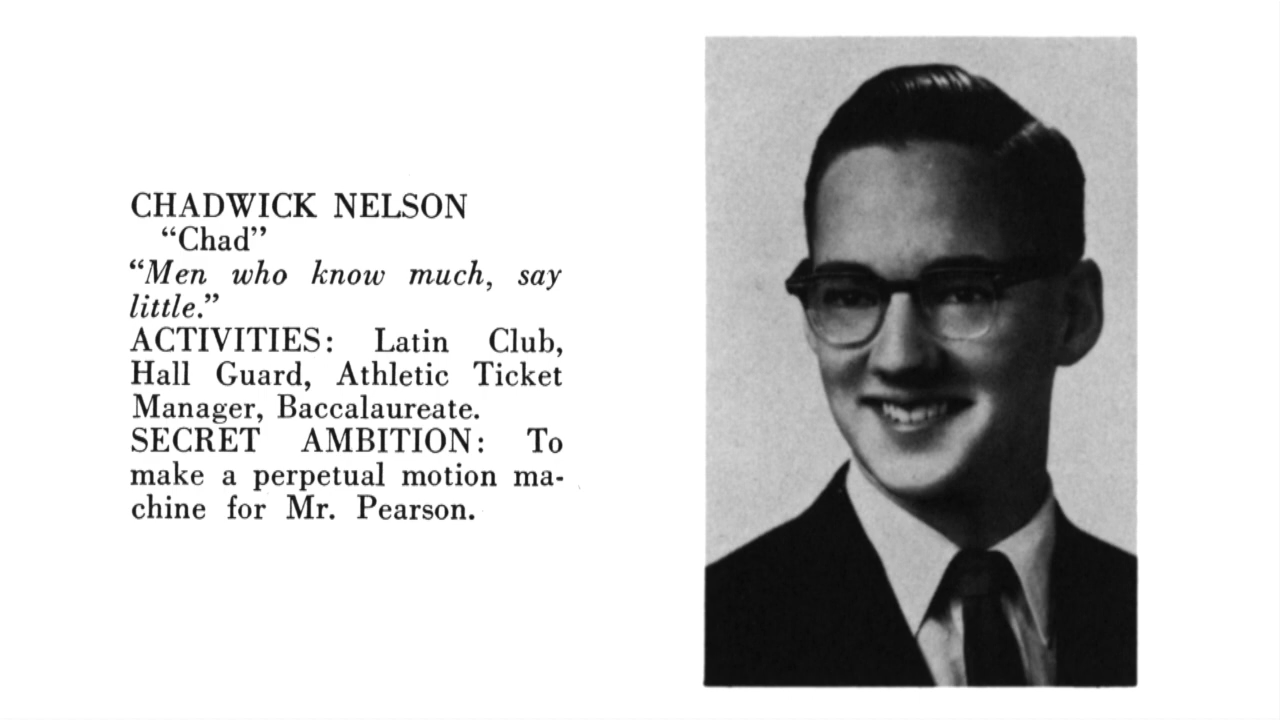 CHADWICK NELSON
“Chad”
“Men who know much, say
little.”
ACTIVITIES: Latin Club,
Hall Guard, Athletic Ticket
Manager, Baccalaureate.
SECRET AMBITION: To
make a perpetual motion ma-
chine for Mr. Pearson.